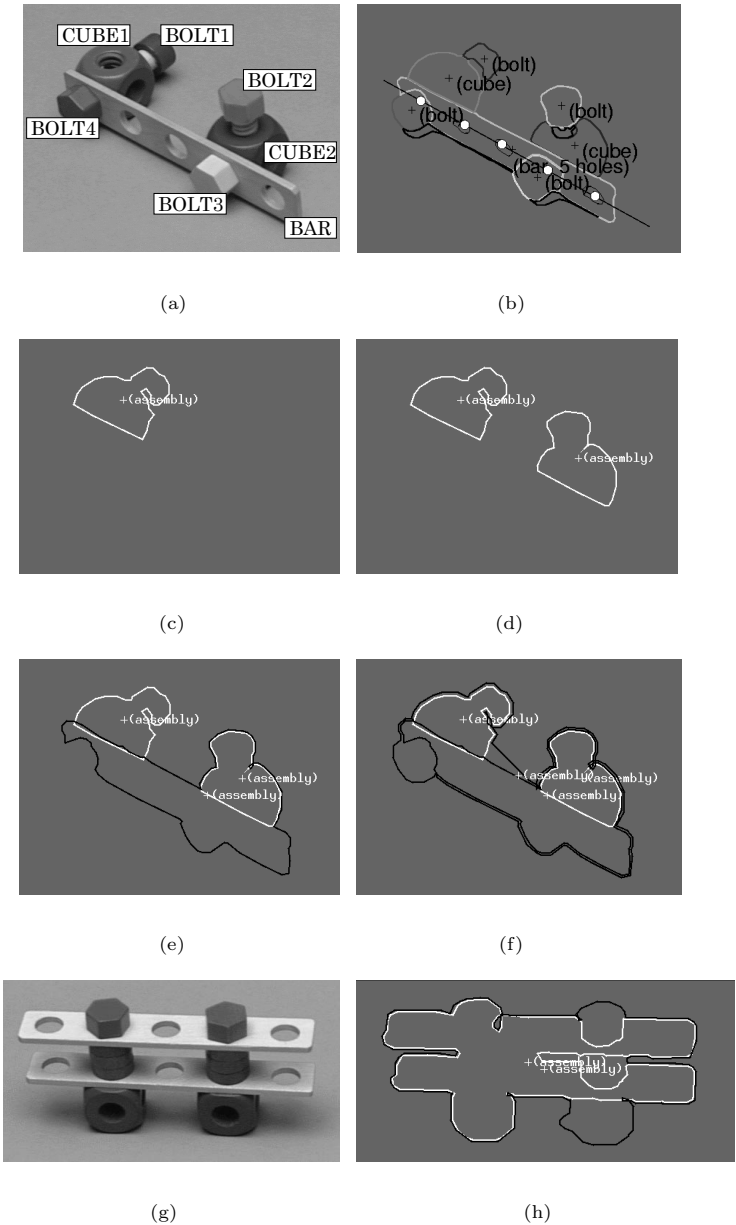 CUBE1 BOLT1
BOLT2
BOLT4
CUBE2
BOLT3
BAR
(bolt)
(cube)
(bolt)
(bolt)
(cube)
(bar, 5 holes)
(bolt)
(a) (b)
(assembly)
(assembly)
(assembly)
(c) (d)
(assembly)
(assembly)
(assembly)
(assembly)
(assembly)
(assembly)
(assembly)
(e) (f)
(assembly)
(assembly)
(g) (h)